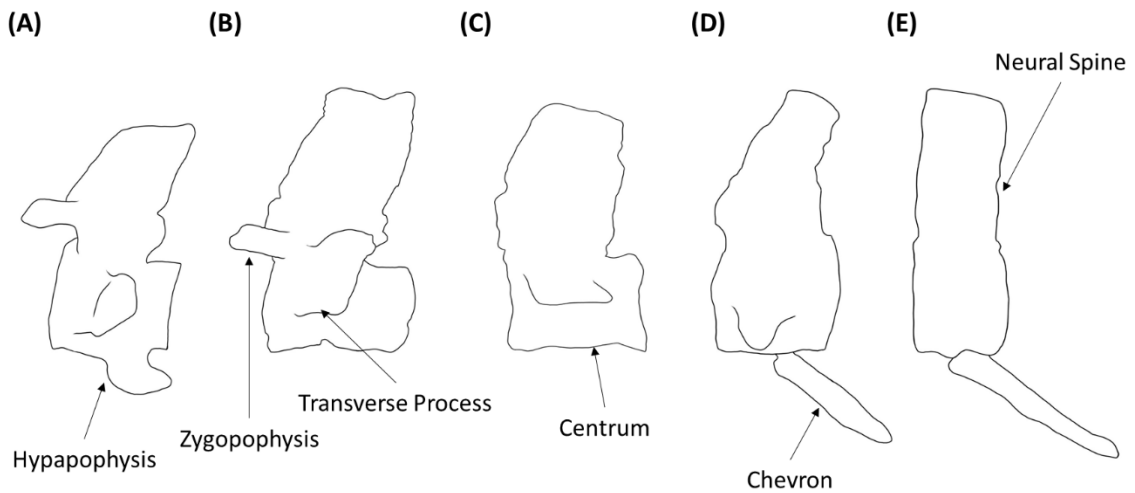 (A)
(B)
(C)
(D)
(E)
Neural Spine
Transverse Process
Zygopophysis
Centrum
Hypapophysis
Chevron